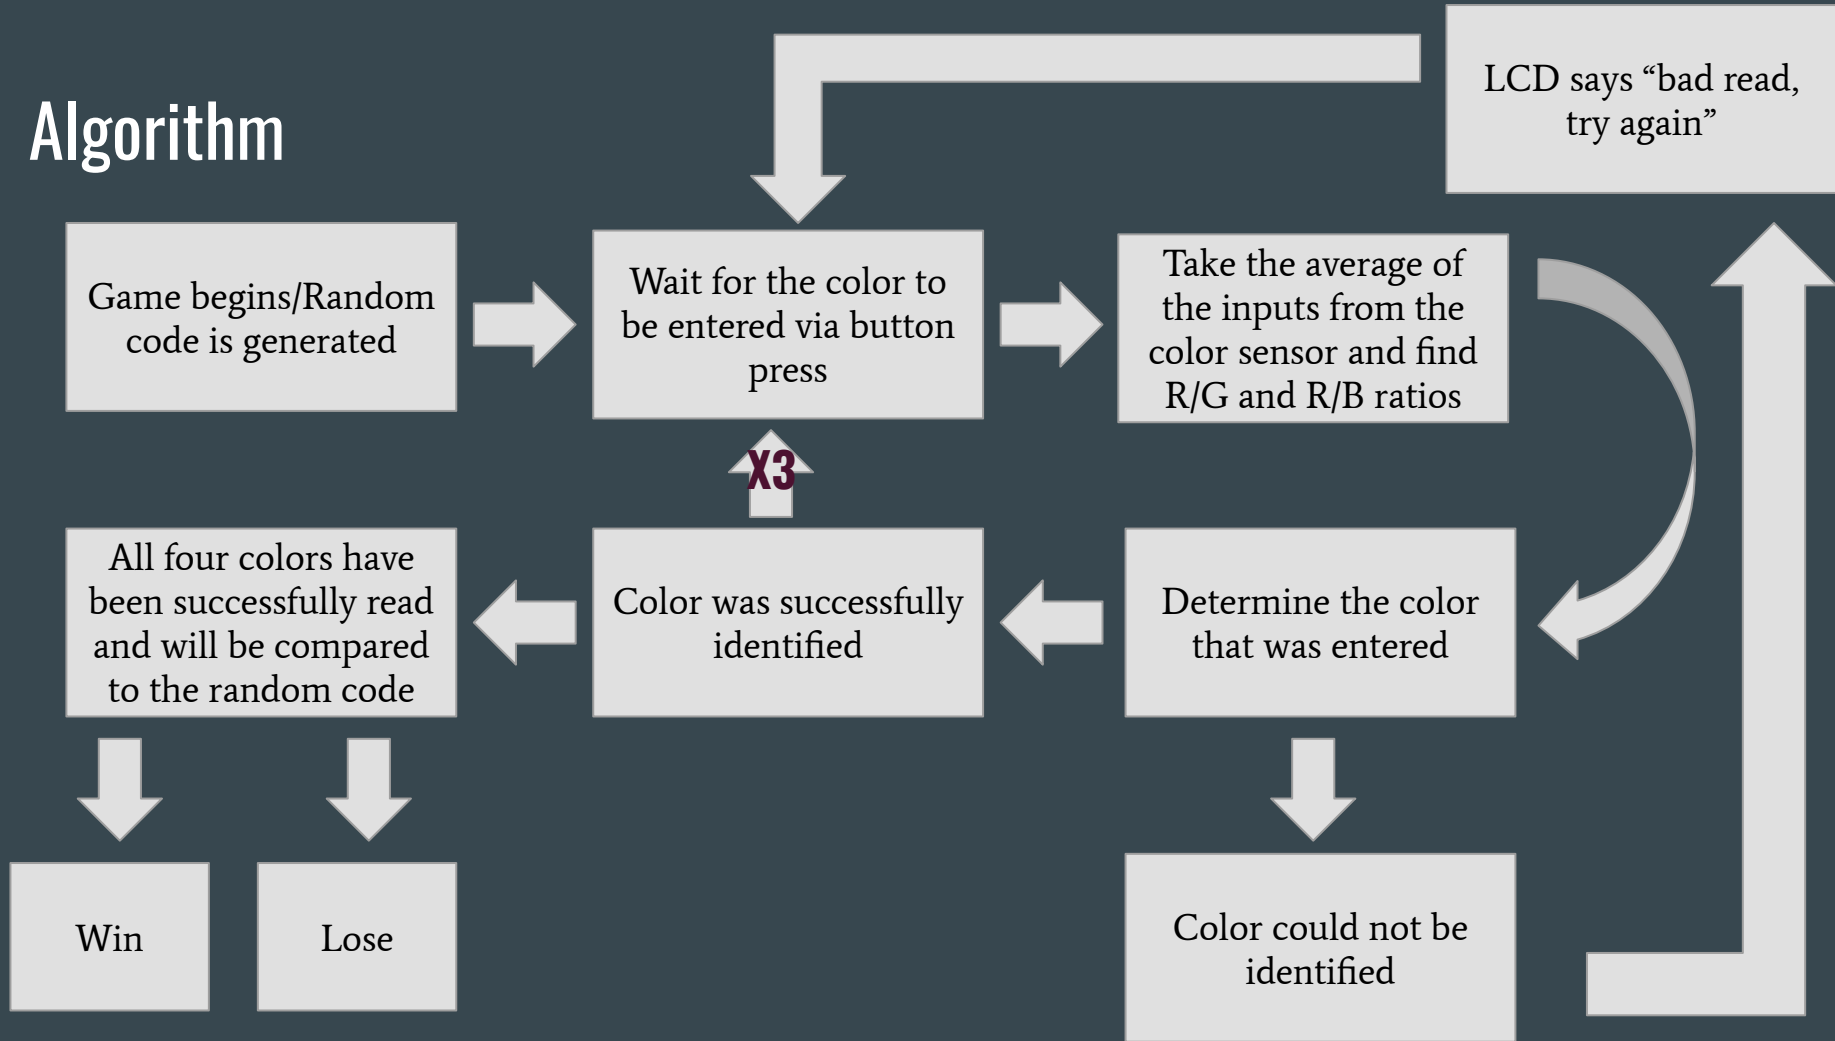 Algorithm
LCD says “bad read,
try again”
Game begins/Random
code is generated
Wait for the color to
be entered via button
press
Take the average of
the inputs from the
color sensor and find
R/G and R/B ratios
X3
All four colors have
been successfully read
and will be compared
to the random code
Color was successfully
identified
Determine the color
that was entered
Win
Lose
Color could not be
identified